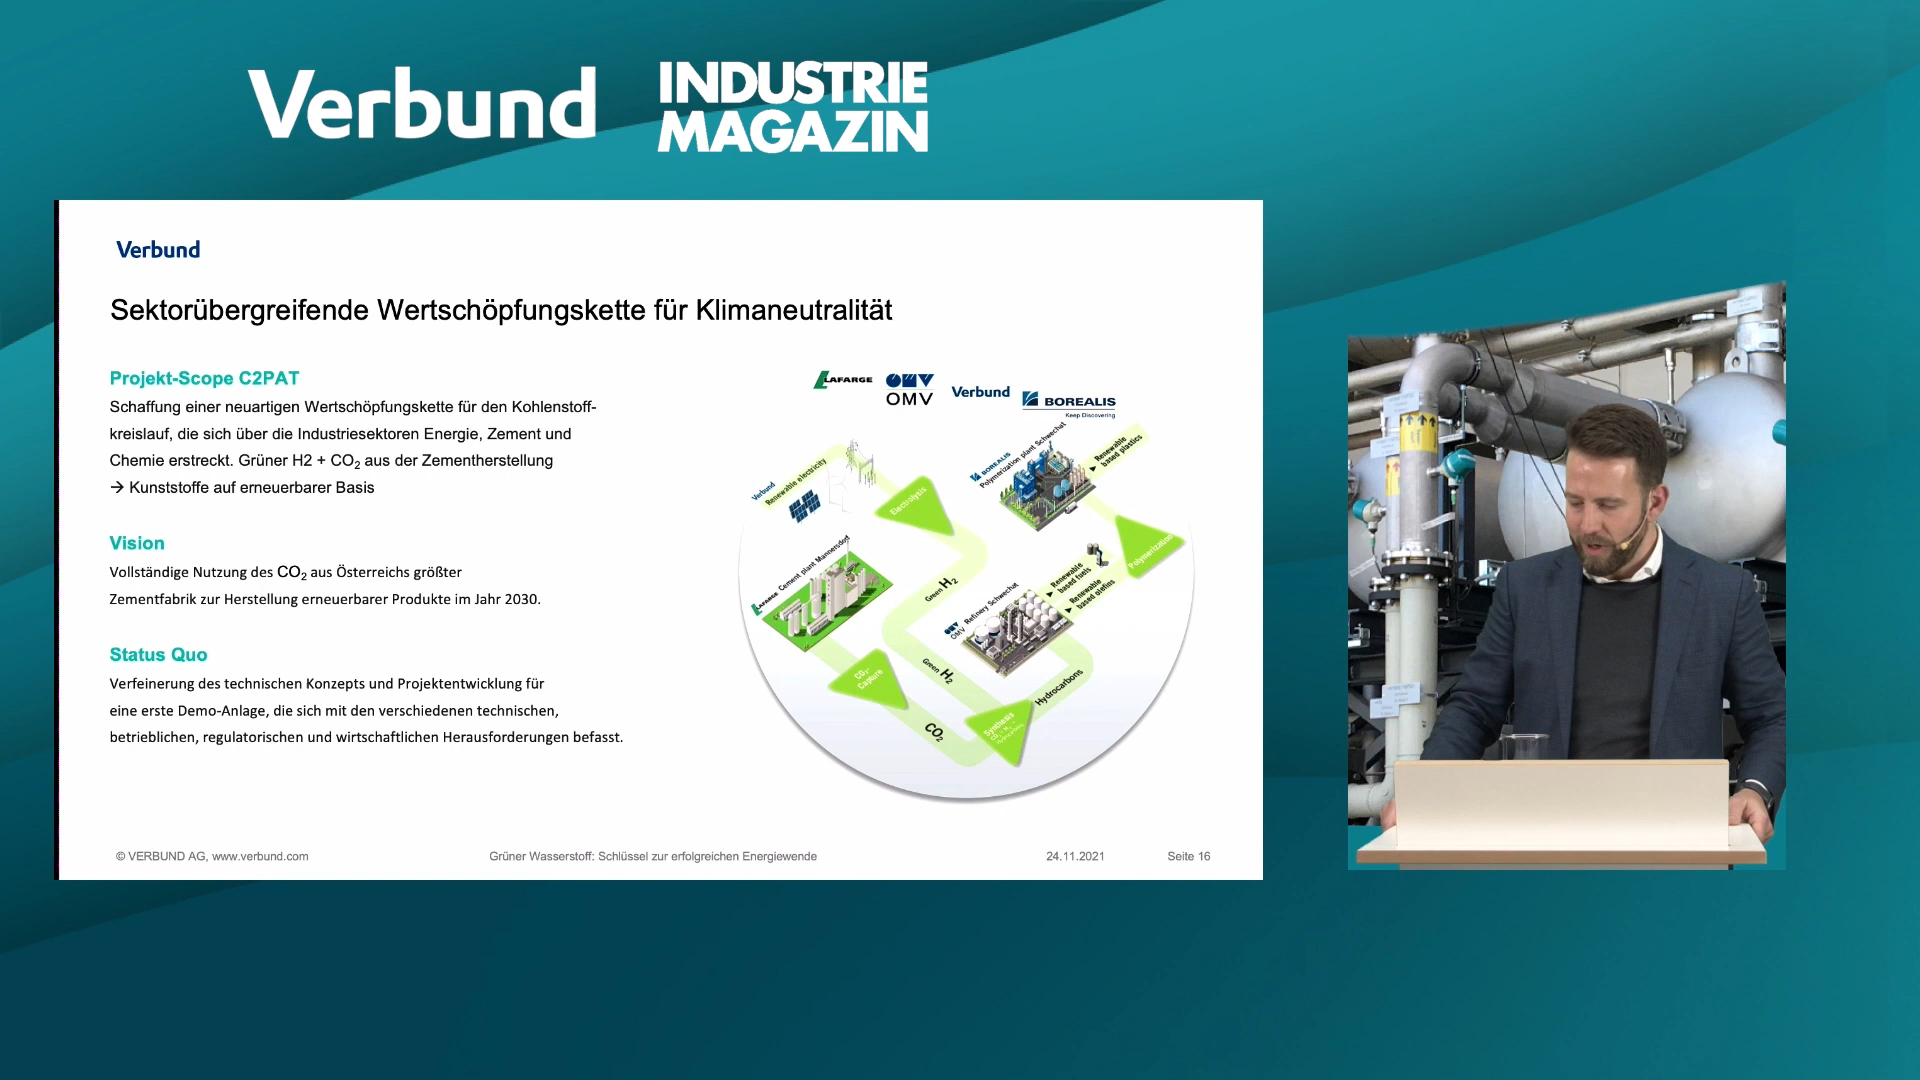 Verbund
INDUSTRIE
MAGAZIN
Verbund
Sektorübergreifende Wertschöpfungskette für Klimaneutralität
Projekt-Scope C2PAT
Schaffung einer neuartigen Wertschöpfungskette für den Kohlenstoff-
kreislauf, die sich über die Industriesektoren Energie, Zement und
Chemie erstreckt. Grüner H2 + CO₂ aus der Zementherstellung
→ Kunststoffe auf erneuerbarer Basis
Vision
Vollständige Nutzung des CO₂ aus Österreichs größter
Zementfabrik zur Herstellung erneuerbarer Produkte im Jahr 2030.
Status Quo
Verfeinerung des technischen Konzepts und Projektentwicklung für
eine erste Demo-Anlage, die sich mit den verschiedenen technischen,
betrieblichen, regulatorischen und wirtschaftlichen Herausforderungen befasst.
LAFARGE
OMV
Verbund
BOREALIS
Keep Discovering
Verbund
Renewable electricity
Electrolysis
BOREALIS
Polymerization plant Schwechat
Renewable
based plastics
Polymerization
LAFARGE Cement plant Mannersdorf
Green H₂
OMV Refinery Schwechat
Renewable
based fuels
Renewable
based olefins
CO₂-
Capture
Green H₂
Hydrocarbons
CO₂
Synthesis
© VERBUND AG, www.verbund.com
Grüner Wasserstoff: Schlüssel zur erfolgreichen Energiewende
24.11.2021
Seite 16